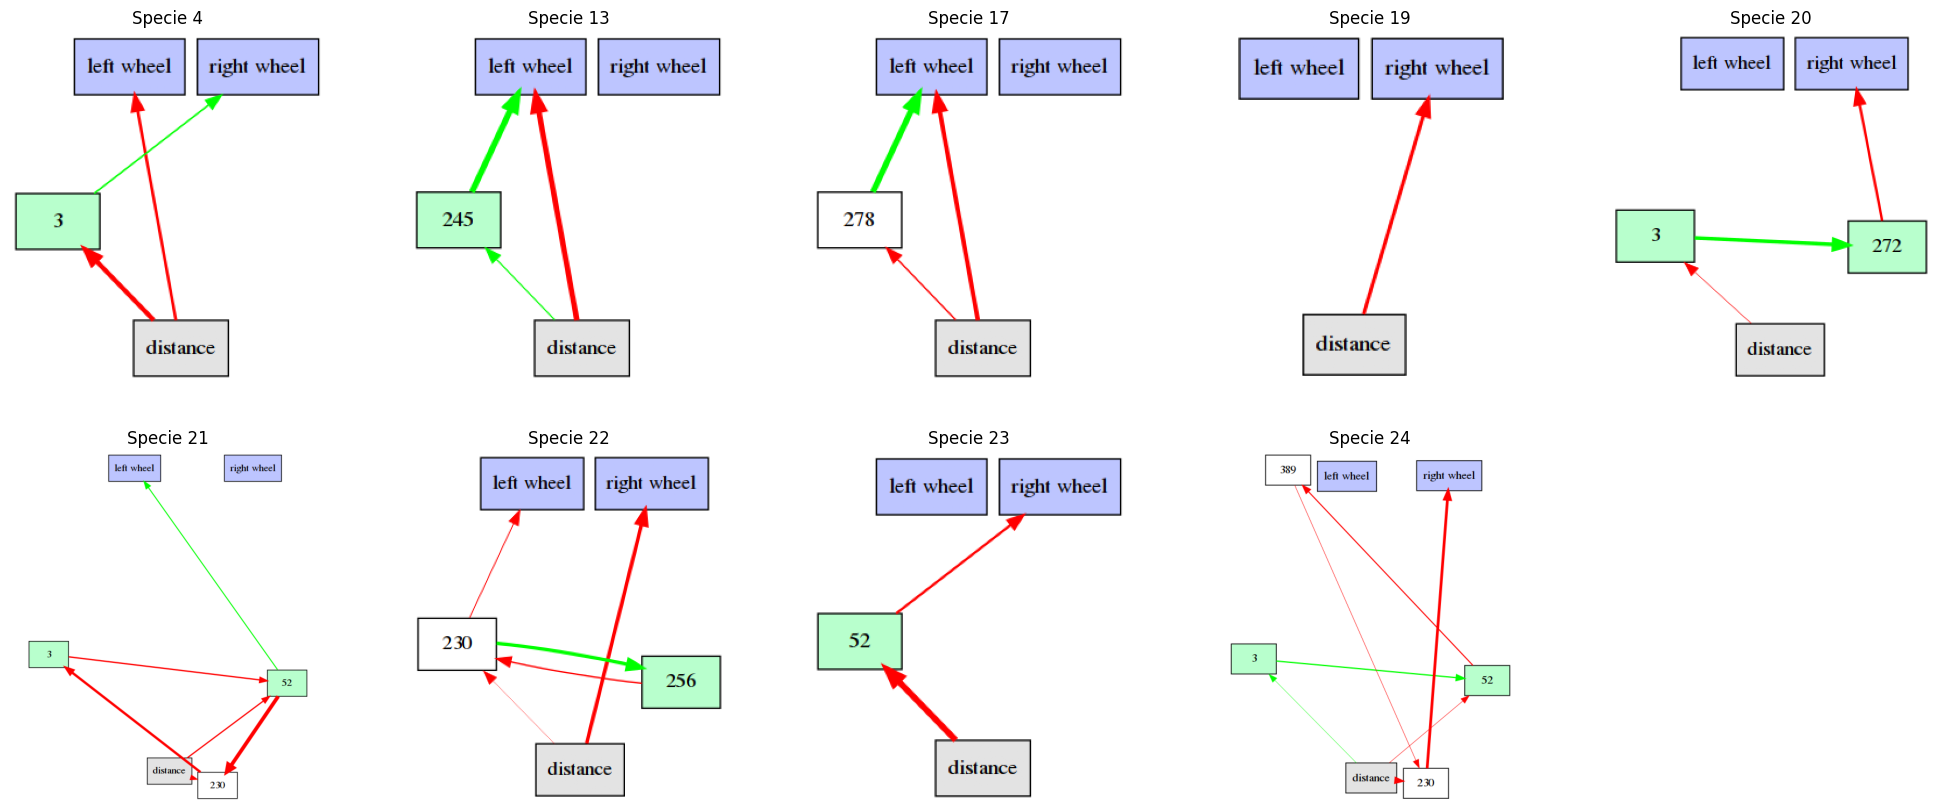 Specie 4
left wheel
right wheel
3
distance
Specie 13
left wheel
right wheel
245
distance
Specie 17
left wheel
right wheel
278
distance
Specie 19
left wheel
right wheel
distance
Specie 20
left wheel
right wheel
3
272
distance
Specie 21
left wheel
right wheel
3
52
distance
230
Specie 22
left wheel
right wheel
230
256
distance
Specie 23
left wheel
right wheel
52
distance
Specie 24
389
left wheel
right wheel
3
52
distance
230